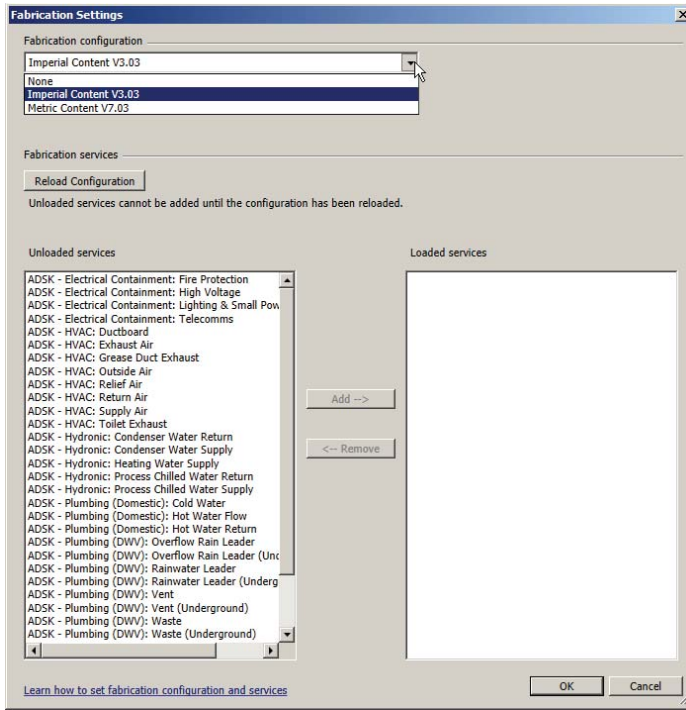 Fabrication Settings
Fabrication configuration
Imperial Content V3.03
None
Imperial Content V3.03
Metric Content V7.03
Fabrication services
Reload Configuration
Unloaded services cannot be added until the configuration has been reloaded.
Unloaded services
Loaded services
ADSK - Electrical Containment: Fire Protection
ADSK - Electrical Containment: High Voltage
ADSK - Electrical Containment: Lighting & Small Pow
ADSK - Electrical Containment: Telecomms
ADSK - HVAC: Ductboard
ADSK - HVAC: Exhaust Air
ADSK - HVAC: Grease Duct Exhaust
ADSK - HVAC: Outside Air
ADSK - HVAC: Relief Air
ADSK - HVAC: Return Air
ADSK - HVAC: Supply Air
ADSK - HVAC: Toilet Exhaust
ADSK - Hydronic: Condenser Water Return
ADSK - Hydronic: Condenser Water Supply
ADSK - Hydronic: Heating Water Supply
ADSK - Hydronic: Process Chilled Water Return
ADSK - Hydronic: Process Chilled Water Supply
ADSK - Plumbing (Domestic): Cold Water
ADSK - Plumbing (Domestic): Hot Water Flow
ADSK - Plumbing (Domestic): Hot Water Return
ADSK - Plumbing (DWV): Overflow Rain Leader
ADSK - Plumbing (DWV): Overflow Rain Leader (Und
ADSK - Plumbing (DWV): Rainwater Leader
ADSK - Plumbing (DWV): Rainwater Leader (Underg
ADSK - Plumbing (DWV): Vent
ADSK - Plumbing (DWV): Vent (Underground)
ADSK - Plumbing (DWV): Waste
ADSK - Plumbing (DWV): Waste (Underground)
Add -->
<-- Remove
Learn how to set fabrication configuration and services
OK
Cancel